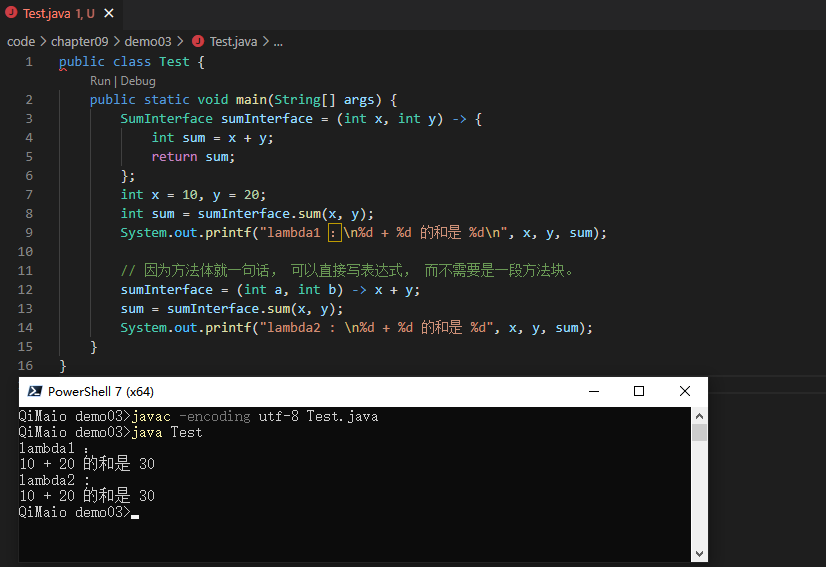 Test.java 1, U
code > chapter09 > demo03 > Test.java > ...
1 public class Test {
Run | Debug
2 public static void main(String[] args) {
3 SumInterface sumInterface = (int x, int y) -> {
4 int sum = x + y;
5 return sum;
6 };
7 int x = 10, y = 20;
8 int sum = sumInterface.sum(x, y);
9 System.out.printf("lambda1 ：\n%d + %d 的和是 %d\n", x, y, sum);
10
11 // 因为方法体就一句话， 可以直接写表达式， 而不需要是一段方法块。
12 sumInterface = (int a, int b) -> x + y;
13 sum = sumInterface.sum(x, y);
14 System.out.printf("lambda2 : \n%d + %d 的和是 %d", x, y, sum);
15 }
16 }
PowerShell 7 (x64)
QiMaio demo03>javac -encoding utf-8 Test.java
QiMaio demo03>java Test
lambda1 ：
10 + 20 的和是 30
lambda2 :
10 + 20 的和是 30
QiMaio demo03>